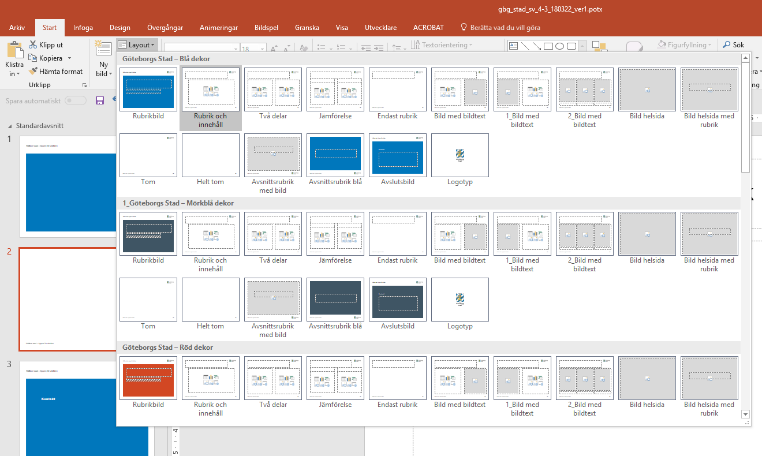 gbg_stad_sv_4-3_180322_ver1.potx
Arkiv Start Infoga Design Övergångar Animeringar Bildspel Granska Visa Utvecklare ACROBAT Berätta vad du vill göra
Klistra in
Klipp ut
Kopiera
Hämta format
Urklipp
Ny bild
Layout
Textorientering
Figurfyllning
Sök
Spara automatiskt
Standardavsnitt
1
2
3
Göteborgs Stad – Blå dekor
Rubrikbild
Rubrik och innehåll
Två delar
Jämförelse
Endast rubrik
Bild med bildtext
1_Bild med bildtext
2_Bild med bildtext
Bild helsida
Bild helsida med rubrik
Tom
Helt tom
Avsnittsrubrik med bild
Avsnittsrubrik blå
Avslutsbild
Logotyp
1_Göteborgs Stad – Mörkblå dekor
Rubrikbild
Rubrik och innehåll
Två delar
Jämförelse
Endast rubrik
Bild med bildtext
1_Bild med bildtext
2_Bild med bildtext
Bild helsida
Bild helsida med rubrik
Tom
Helt tom
Avsnittsrubrik med bild
Avsnittsrubrik blå
Avslutsbild
Logotyp
Göteborgs Stad – Röd dekor
Rubrikbild
Rubrik och innehåll
Två delar
Jämförelse
Endast rubrik
Bild med bildtext
1_Bild med bildtext
2_Bild med bildtext
Bild helsida
Bild helsida med rubrik